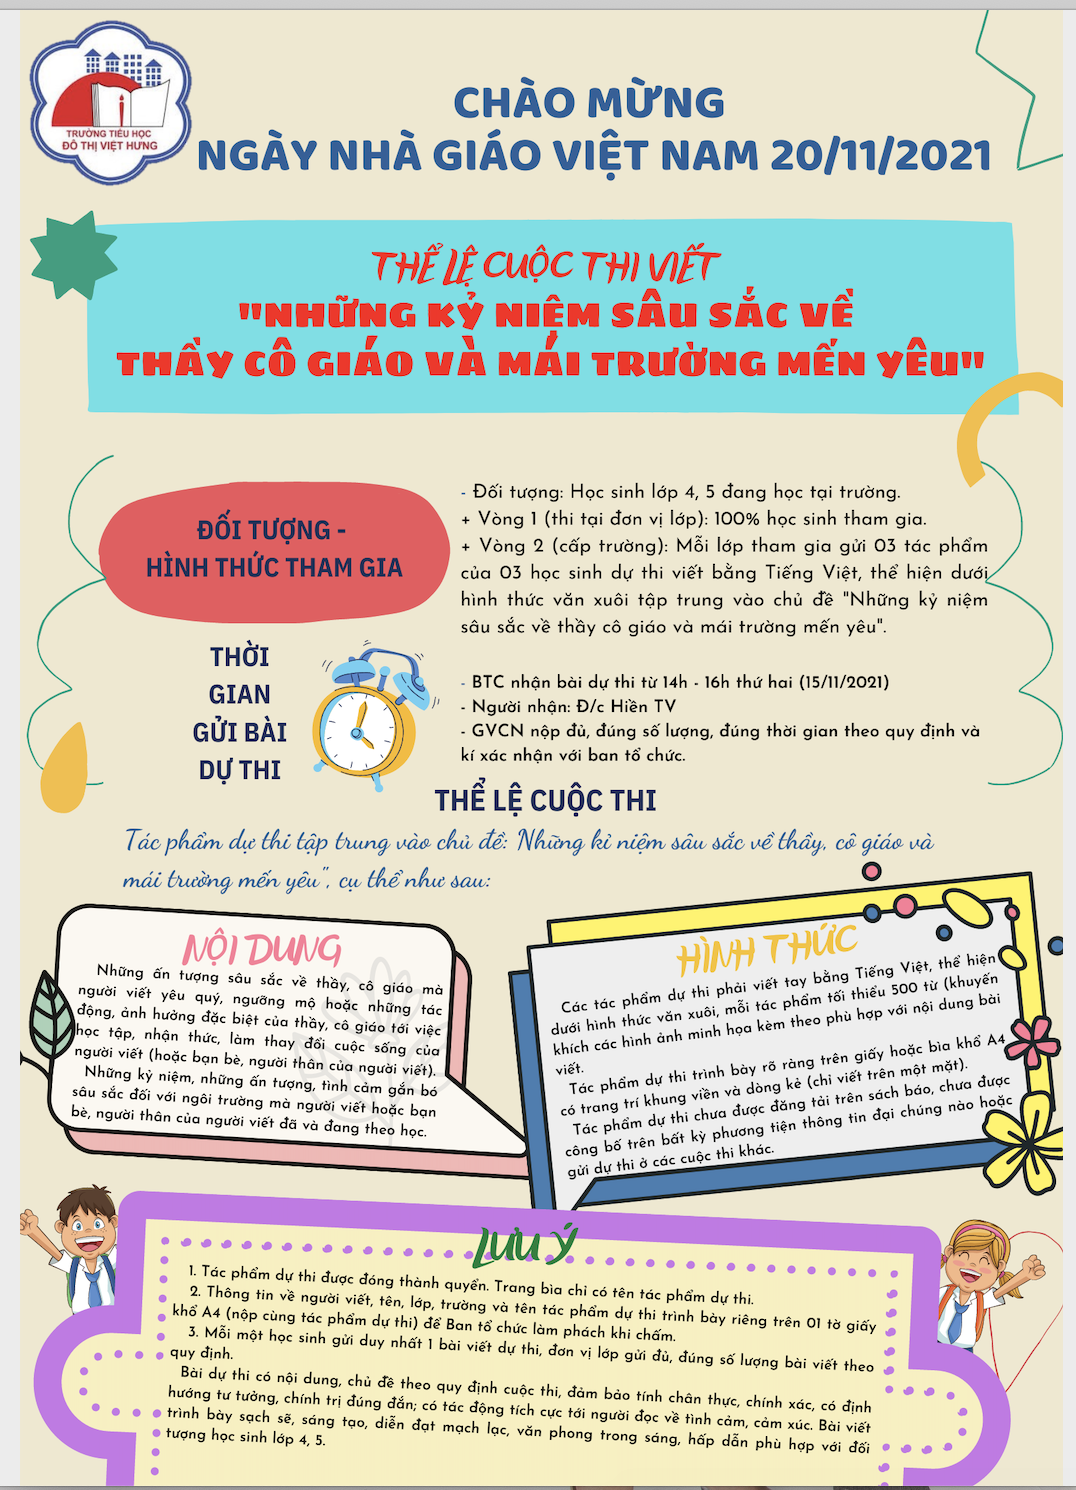 TRƯỜNG TIỂU HỌC
ĐÔ THỊ VIỆT HƯNG
CHÀO MỪNG
NGÀY NHÀ GIÁO VIỆT NAM 20/11/2021
THỂ LỆ CUỘC THI VIẾT
"NHỮNG KỶ NIỆM SÂU SẮC VỀ
THẦY CÔ GIÁO VÀ MÁI TRƯỜNG MẾN YÊU"
ĐỐI TƯỢNG -
HÌNH THỨC THAM GIA
- Đối tượng: Học sinh lớp 4, 5 đang học tại trường.
+ Vòng 1 (thi tại đơn vị lớp): 100% học sinh tham gia.
+ Vòng 2 (cấp trường): Mỗi lớp tham gia gửi 03 tác phẩm
của 03 học sinh dự thi viết bằng Tiếng Việt, thể hiện dưới
hình thức văn xuôi tập trung vào chủ đề "Những kỷ niệm
sâu sắc về thầy cô giáo và mái trường mến yêu".
THỜI
GIAN
GỬI BÀI
DỰ THI
- BTC nhận bài dự thi từ 14h - 16h thứ hai (15/11/2021)
- Người nhận: Đ/c Hiền TV
- GVCN nộp đủ, đúng số lượng, đúng thời gian theo quy định và
kí xác nhận với ban tổ chức.
THỂ LỆ CUỘC THI
Tác phẩm dự thi tập trung vào chủ đề: Những kỉ niệm sâu sắc về thầy, cô giáo và
mái trường mến yêu", cụ thể như sau:
NỘI DUNG
Những ấn tượng sâu sắc về thầy, cô giáo mà
người viết yêu quý, ngưỡng mộ hoặc những tác
động, ảnh hưởng đặc biệt của thầy, cô giáo tới việc
học tập, nhận thức, làm thay đổi cuộc sống của
người viết (hoặc bạn bè, người thân của người viết).
Những kỷ niệm, những ấn tượng, tình cảm gắn bó
sâu sắc đối với ngôi trường mà người viết hoặc bạn
bè, người thân của người viết đã và đang theo học.
HÌNH THỨC
Các tác phẩm dự thi phải viết tay bằng Tiếng Việt, thể hiện
dưới hình thức văn xuôi, mỗi tác phẩm tối thiểu 500 từ (khuyến
khích các hình ảnh minh họa kèm theo phù hợp với nội dung bài
viết.
Tác phẩm dự thi trình bày rõ ràng trên giấy hoặc bìa khổ A4
có trang trí khung viền và dòng kẻ (chỉ viết trên một mặt).
Tác phẩm dự thi chưa được đăng tải trên sách báo, chưa được
công bố trên bất kỳ phương tiện thông tin đại chúng nào hoặc
gửi dự thi ở các cuộc thi khác.
LƯU Ý
1. Tác phẩm dự thi được đóng thành quyển. Trang bìa chỉ có tên tác phẩm dự thi.
2. Thông tin về người viết, tên, lớp, trường và tên tác phẩm dự thi trình bày riêng trên 01 tờ giấy
khổ A4 (nộp cùng tác phẩm dự thi) để Ban tổ chức làm phách khi chấm.
3. Mỗi một học sinh gửi duy nhất 1 bài viết dự thi, đơn vị lớp gửi đủ, đúng số lượng bài viết theo
quy định.
Bài dự thi có nội dung, chủ đề theo quy định cuộc thi, đảm bảo tính chân thực, chính xác, có định
hướng tư tưởng, chính trị đúng đắn; có tác động tích cực tới người đọc về tình cảm, cảm xúc. Bài viết
trình bày sạch sẽ, sáng tạo, diễn đạt mạch lạc, văn phong trong sáng, hấp dẫn phù hợp với đối
tượng học sinh lớp 4, 5.